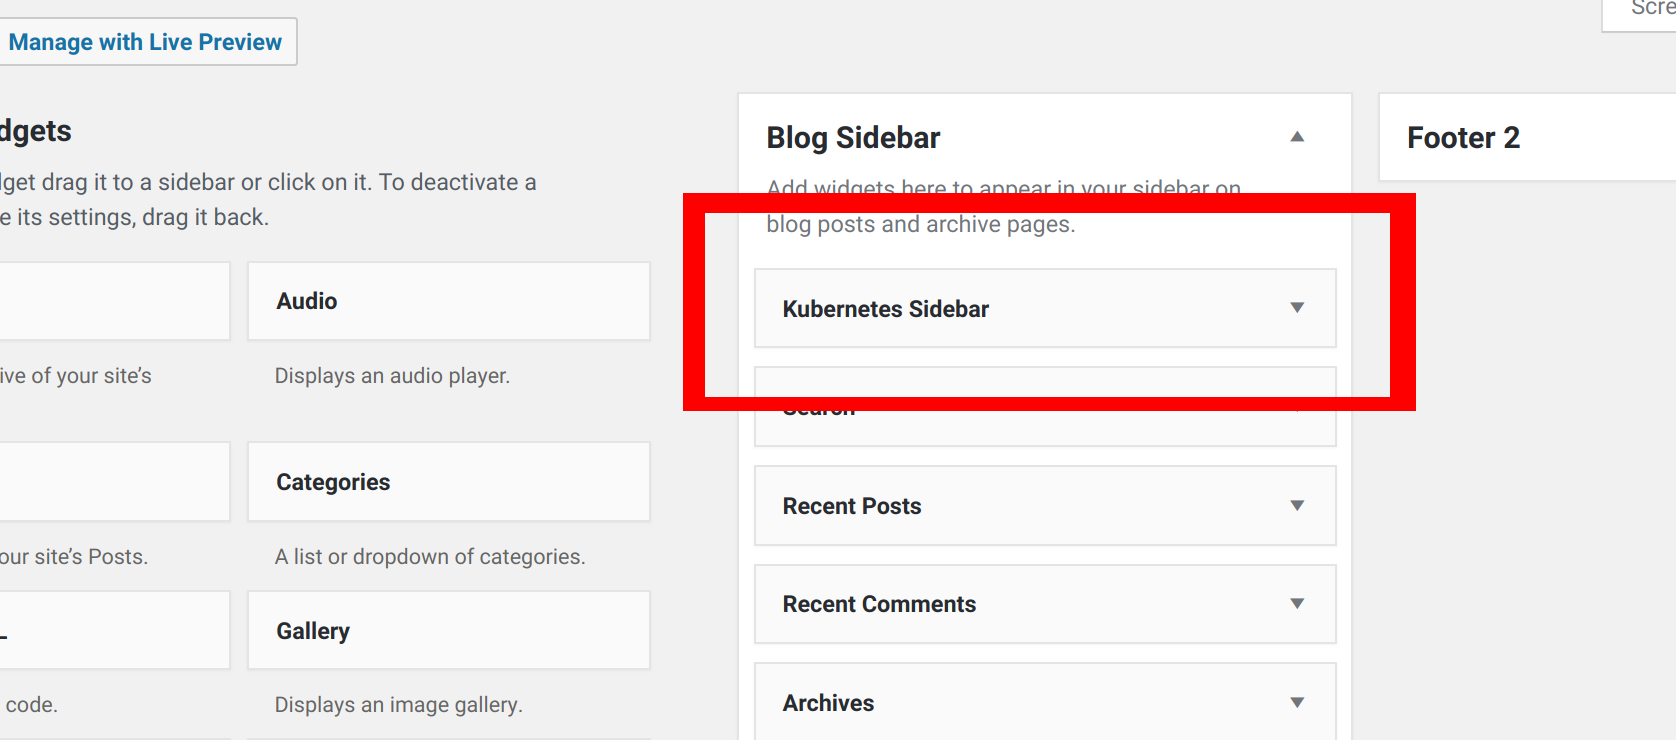 Scre
Manage with Live Preview
dgets
get drag it to a sidebar or click on it. To deactivate a
e its settings, drag it back.
Audio
ive of your site’s
Displays an audio player.
Categories
our site’s Posts.
A list or dropdown of categories.
Gallery
code.
Displays an image gallery.
Blog Sidebar
Add widgets here to appear in your sidebar on
blog posts and archive pages.
Kubernetes Sidebar
Search
Recent Posts
Recent Comments
Archives
Footer 2